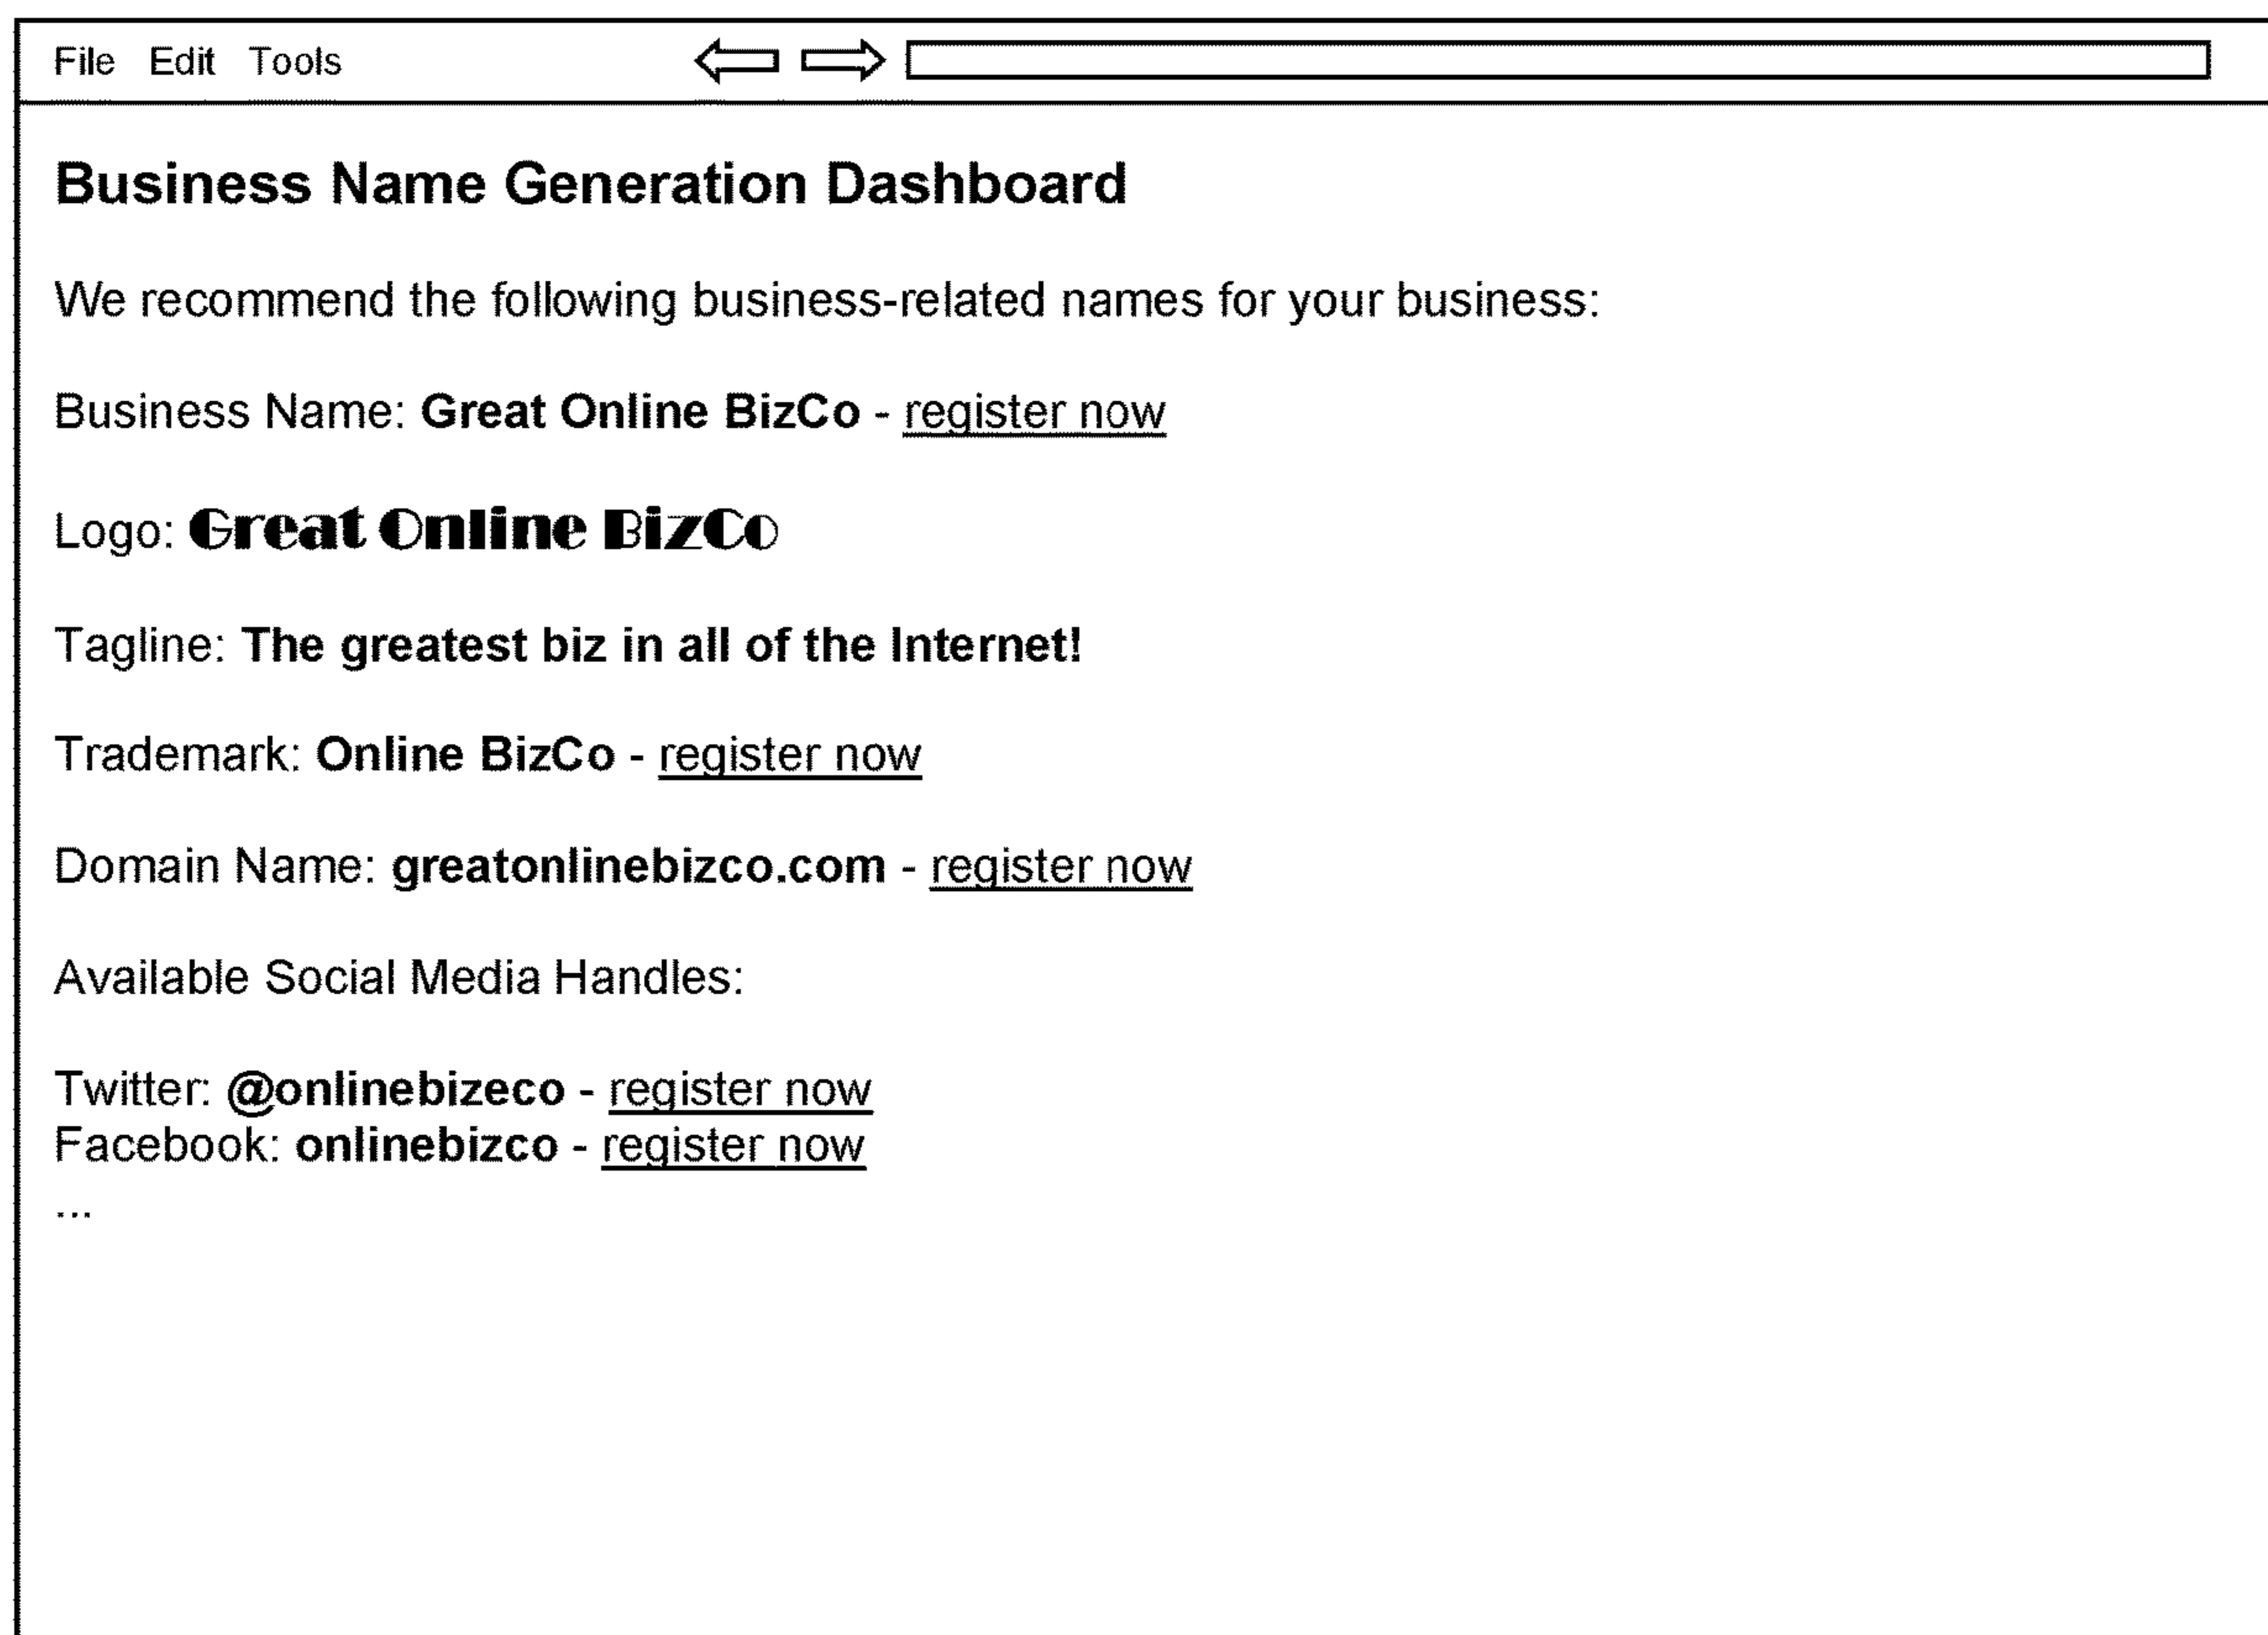 File Edit Tools
Business Name Generation Dashboard
We recommend the following business-related names for your business:
Business Name: Great Online BizCo - register now
Logo: Great Online BizCo
Tagline: The greatest biz in all of the Internet!
Trademark: Online BizCo - register now
Domain Name: greatonlinebizco.com - register now
Available Social Media Handles:
Twitter: @onlinebizeco - register now
Facebook: onlinebizco - register now
...